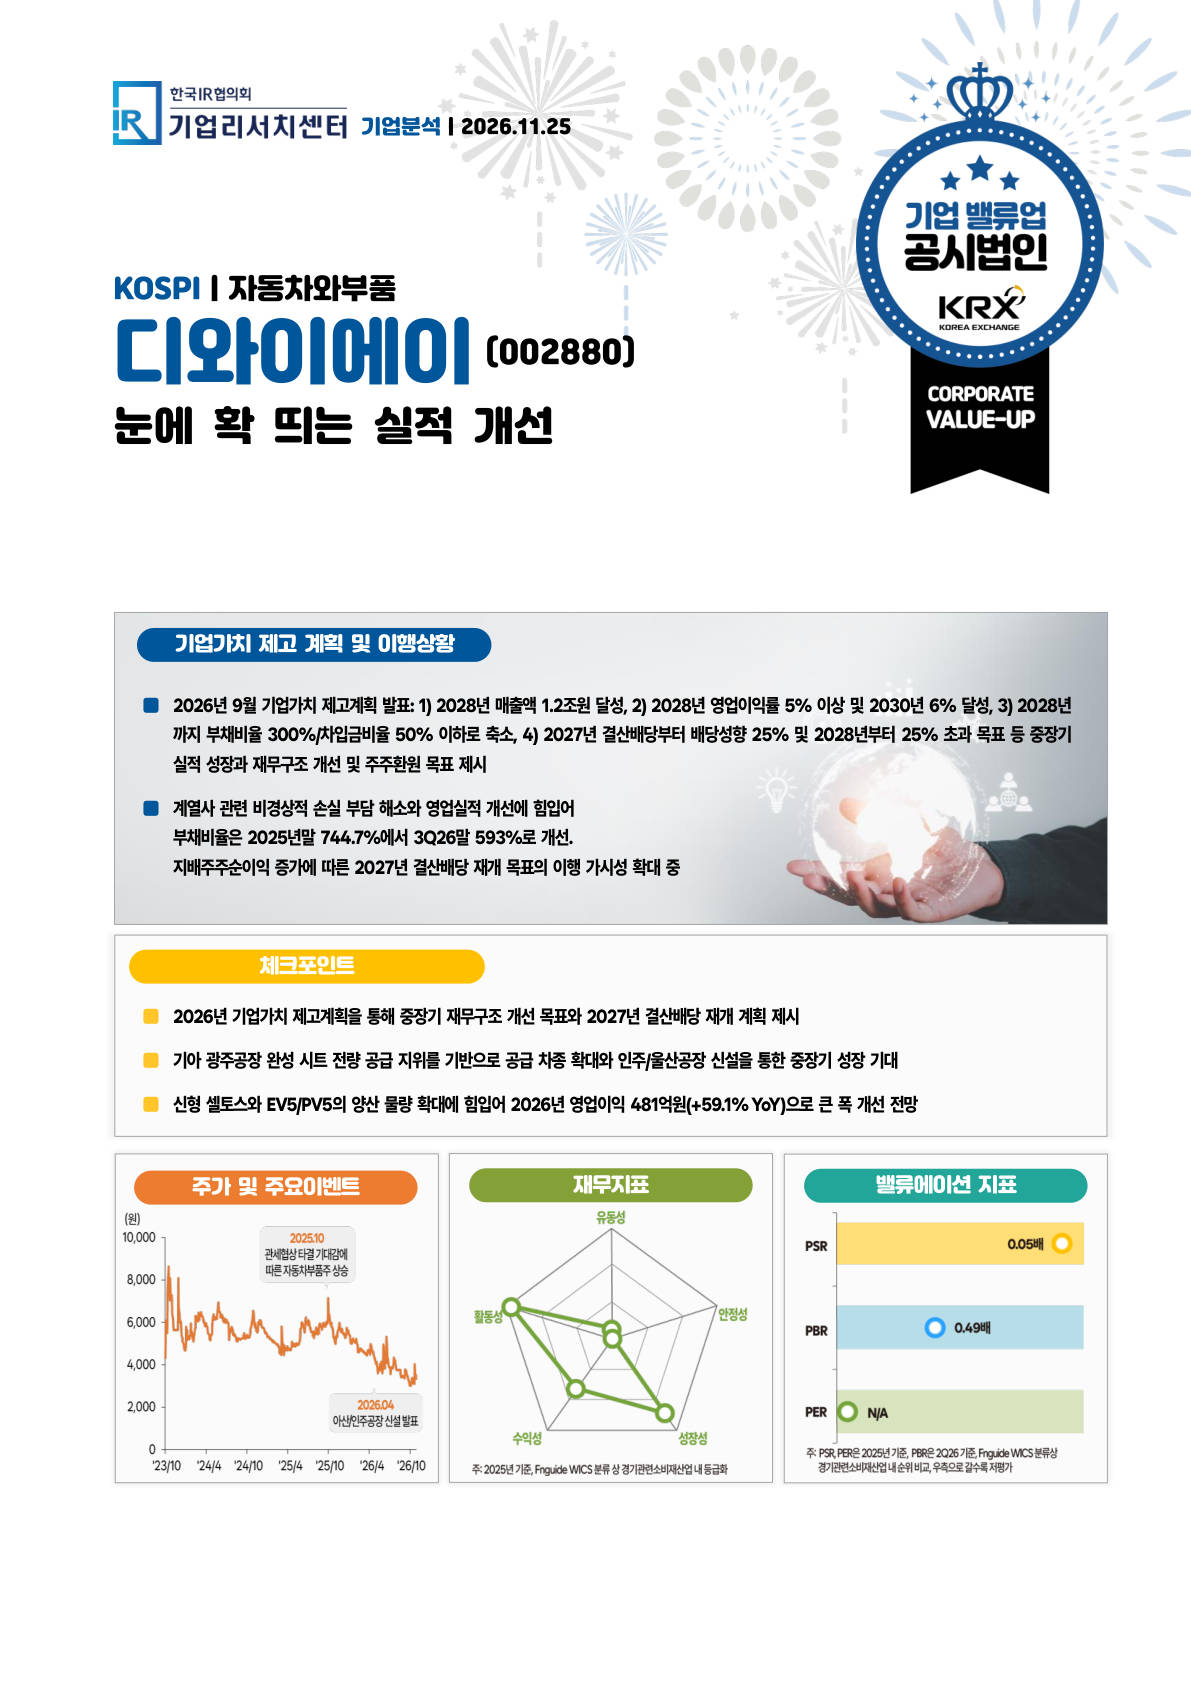 한국IR협의회
IR 기업리서치센터 기업분석 | 2026.11.25
기업 밸류업
공시법인
KRX
KOREA EXCHANGE
CORPORATE
VALUE-UP
KOSPI | 자동차와부품
디와이에이 (002880)
눈에 확 띄는 실적 개선
기업가치 제고 계획 및 이행상황
2026년 9월 기업가치 제고계획 발표: 1) 2028년 매출액 1.2조원 달성, 2) 2028년 영업이익률 5% 이상 및 2030년 6% 달성, 3) 2028년
까지 부채비율 300%/차입금비율 50% 이하로 축소, 4) 2027년 결산배당부터 배당성향 25% 및 2028년부터 25% 초과 목표 등 중장기
실적 성장과 재무구조 개선 및 주주환원 목표 제시
계열사 관련 비경상적 손실 부담 해소와 영업실적 개선에 힘입어
부채비율은 2025년말 744.7%에서 3Q26말 593%로 개선.
지배주주순이익 증가에 따른 2027년 결산배당 재개 목표의 이행 가시성 확대 중
체크포인트
2026년 기업가치 제고계획을 통해 중장기 재무구조 개선 목표와 2027년 결산배당 재개 계획 제시
기아 광주공장 완성 시트 전량 공급 지위를 기반으로 공급 차종 확대와 인주/울산공장 신설을 통한 중장기 성장 기대
신형 셀토스와 EV5/PV5의 양산 물량 확대에 힘입어 2026년 영업이익 481억원(+59.1% YoY)으로 큰 폭 개선 전망
주가 및 주요이벤트
(원)
10,000
8,000
6,000
4,000
2,000
0
'23/10 '24/4 '24/10 '25/4 '25/10 '26/4 '26/10
2025.10
관세협상 타결 기대감에
따른 자동차부품주 상승
2026.04
아산/인주공장 신설 발표
재무지표
유동성
안정성
성장성
수익성
활동성
주: 2025년 기준, Fnguide WICS 분류 상 경기관련소비재산업 내 등급화
밸류에이션 지표
PSR 0.05배
PBR 0.49배
PER N/A
주: PSR, PER은 2025년 기준, PBR은 2Q26 기준, Fnguide WICS 분류상
경기관련소비재산업 내 순위 비교, 우측으로 갈수록 저평가